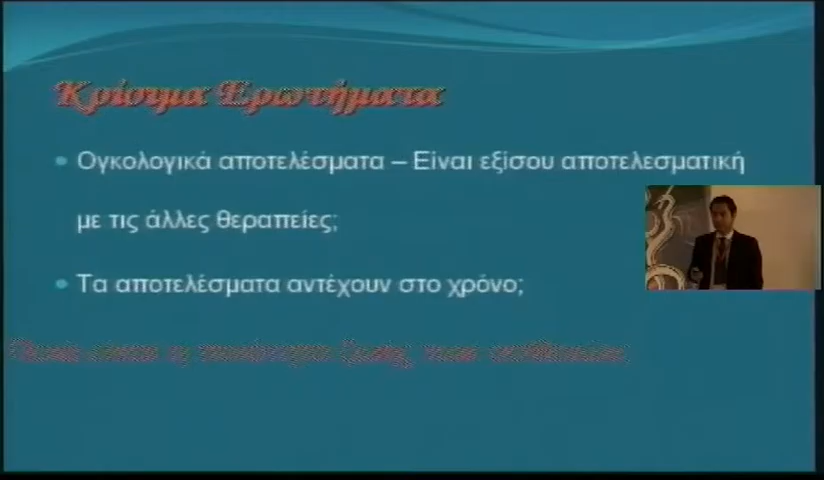 Κρίσιμα Ερωτήματα
Ογκολογικά αποτελέσματα – Είναι εξίσου αποτελεσματική
με τις άλλες θεραπείες;
Τα αποτελέσματα αντέχουν στο χρόνο;